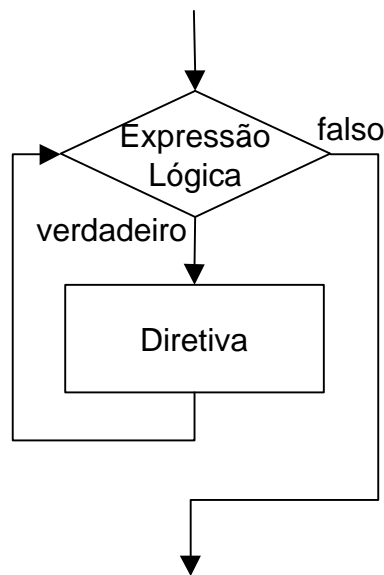 Expressão
Lógica
falso
verdadeiro
Diretiva